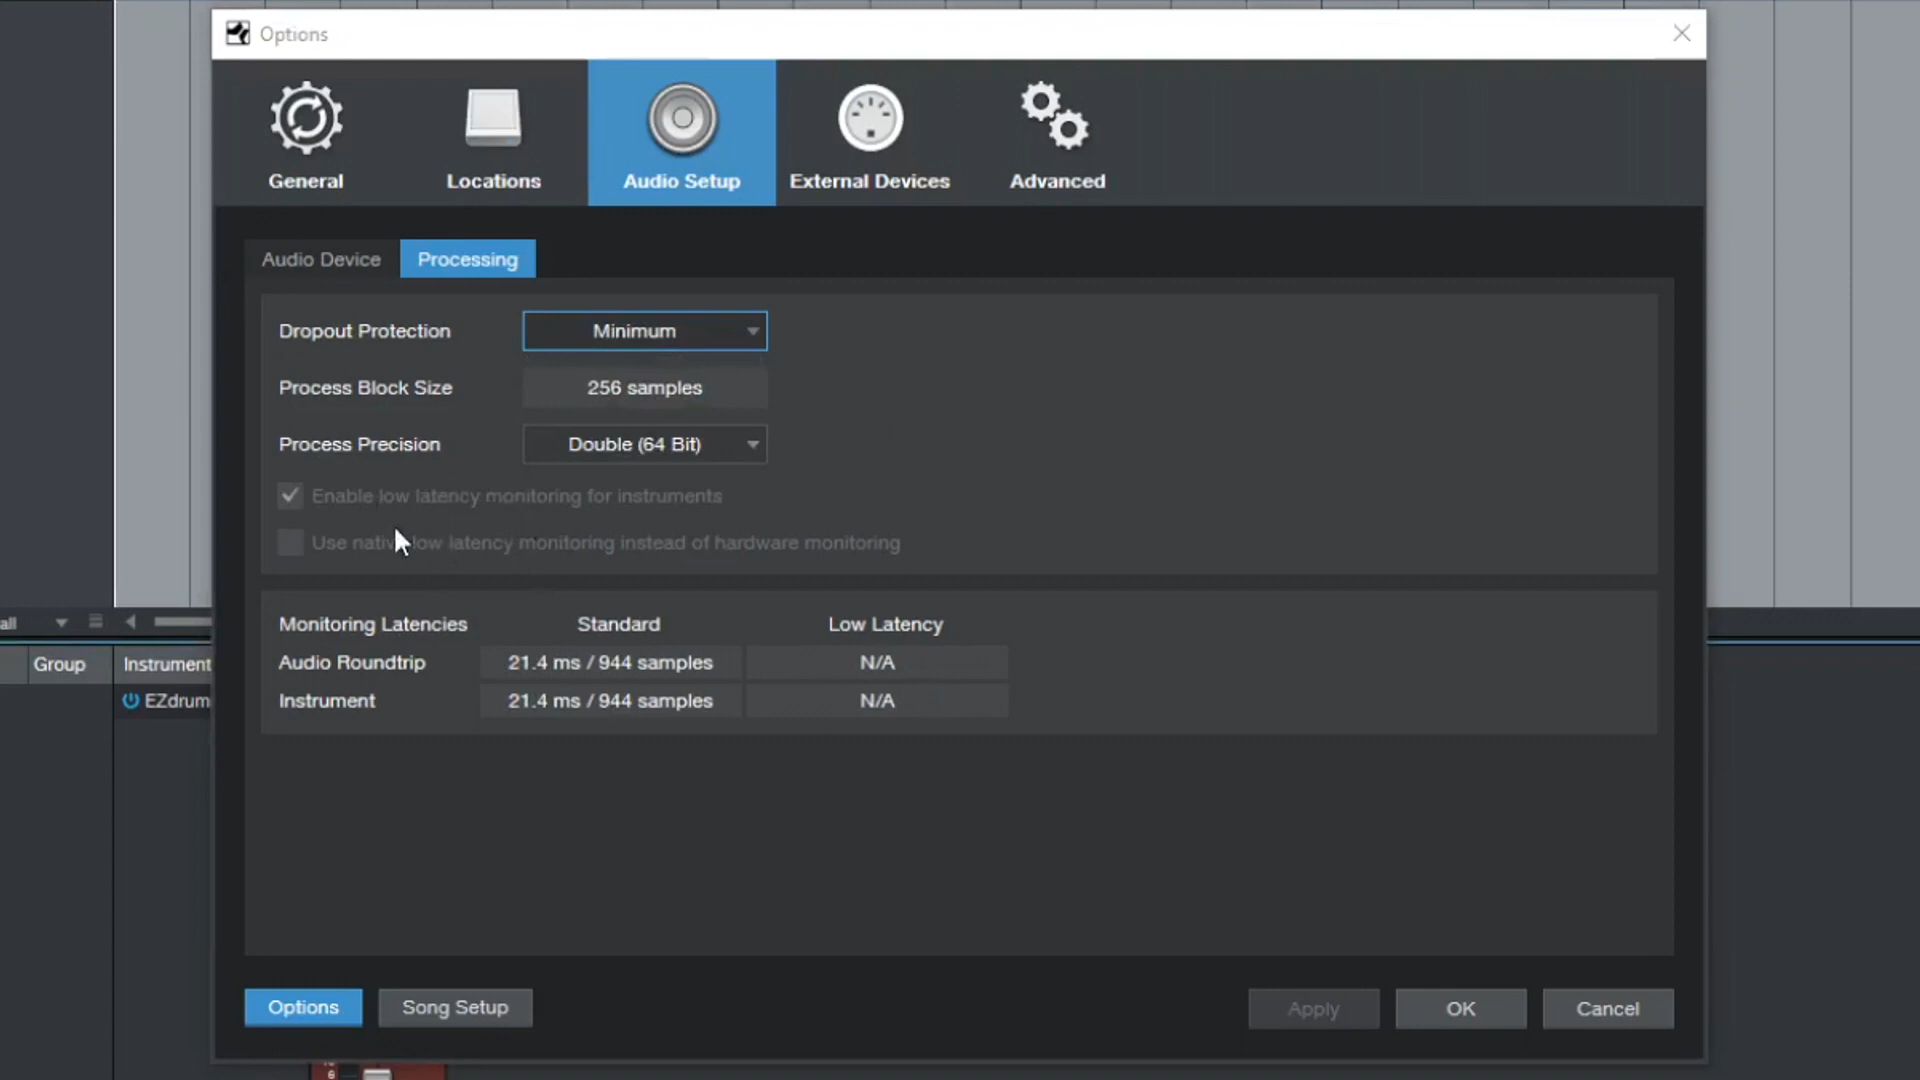 Options
General
Locations
Audio Setup
External Devices
Advanced
Audio Device
Processing
Dropout Protection
Minimum
Process Block Size
256 samples
Process Precision
Double (64 Bit)
Enable low latency monitoring for instruments
Use native low latency monitoring instead of hardware monitoring
Monitoring Latencies Standard Low Latency
Audio Roundtrip 21.4 ms / 944 samples N/A
Instrument 21.4 ms / 944 samples N/A
all
Group Instrument
EZdrum
Options
Song Setup
Apply
OK
Cancel
6